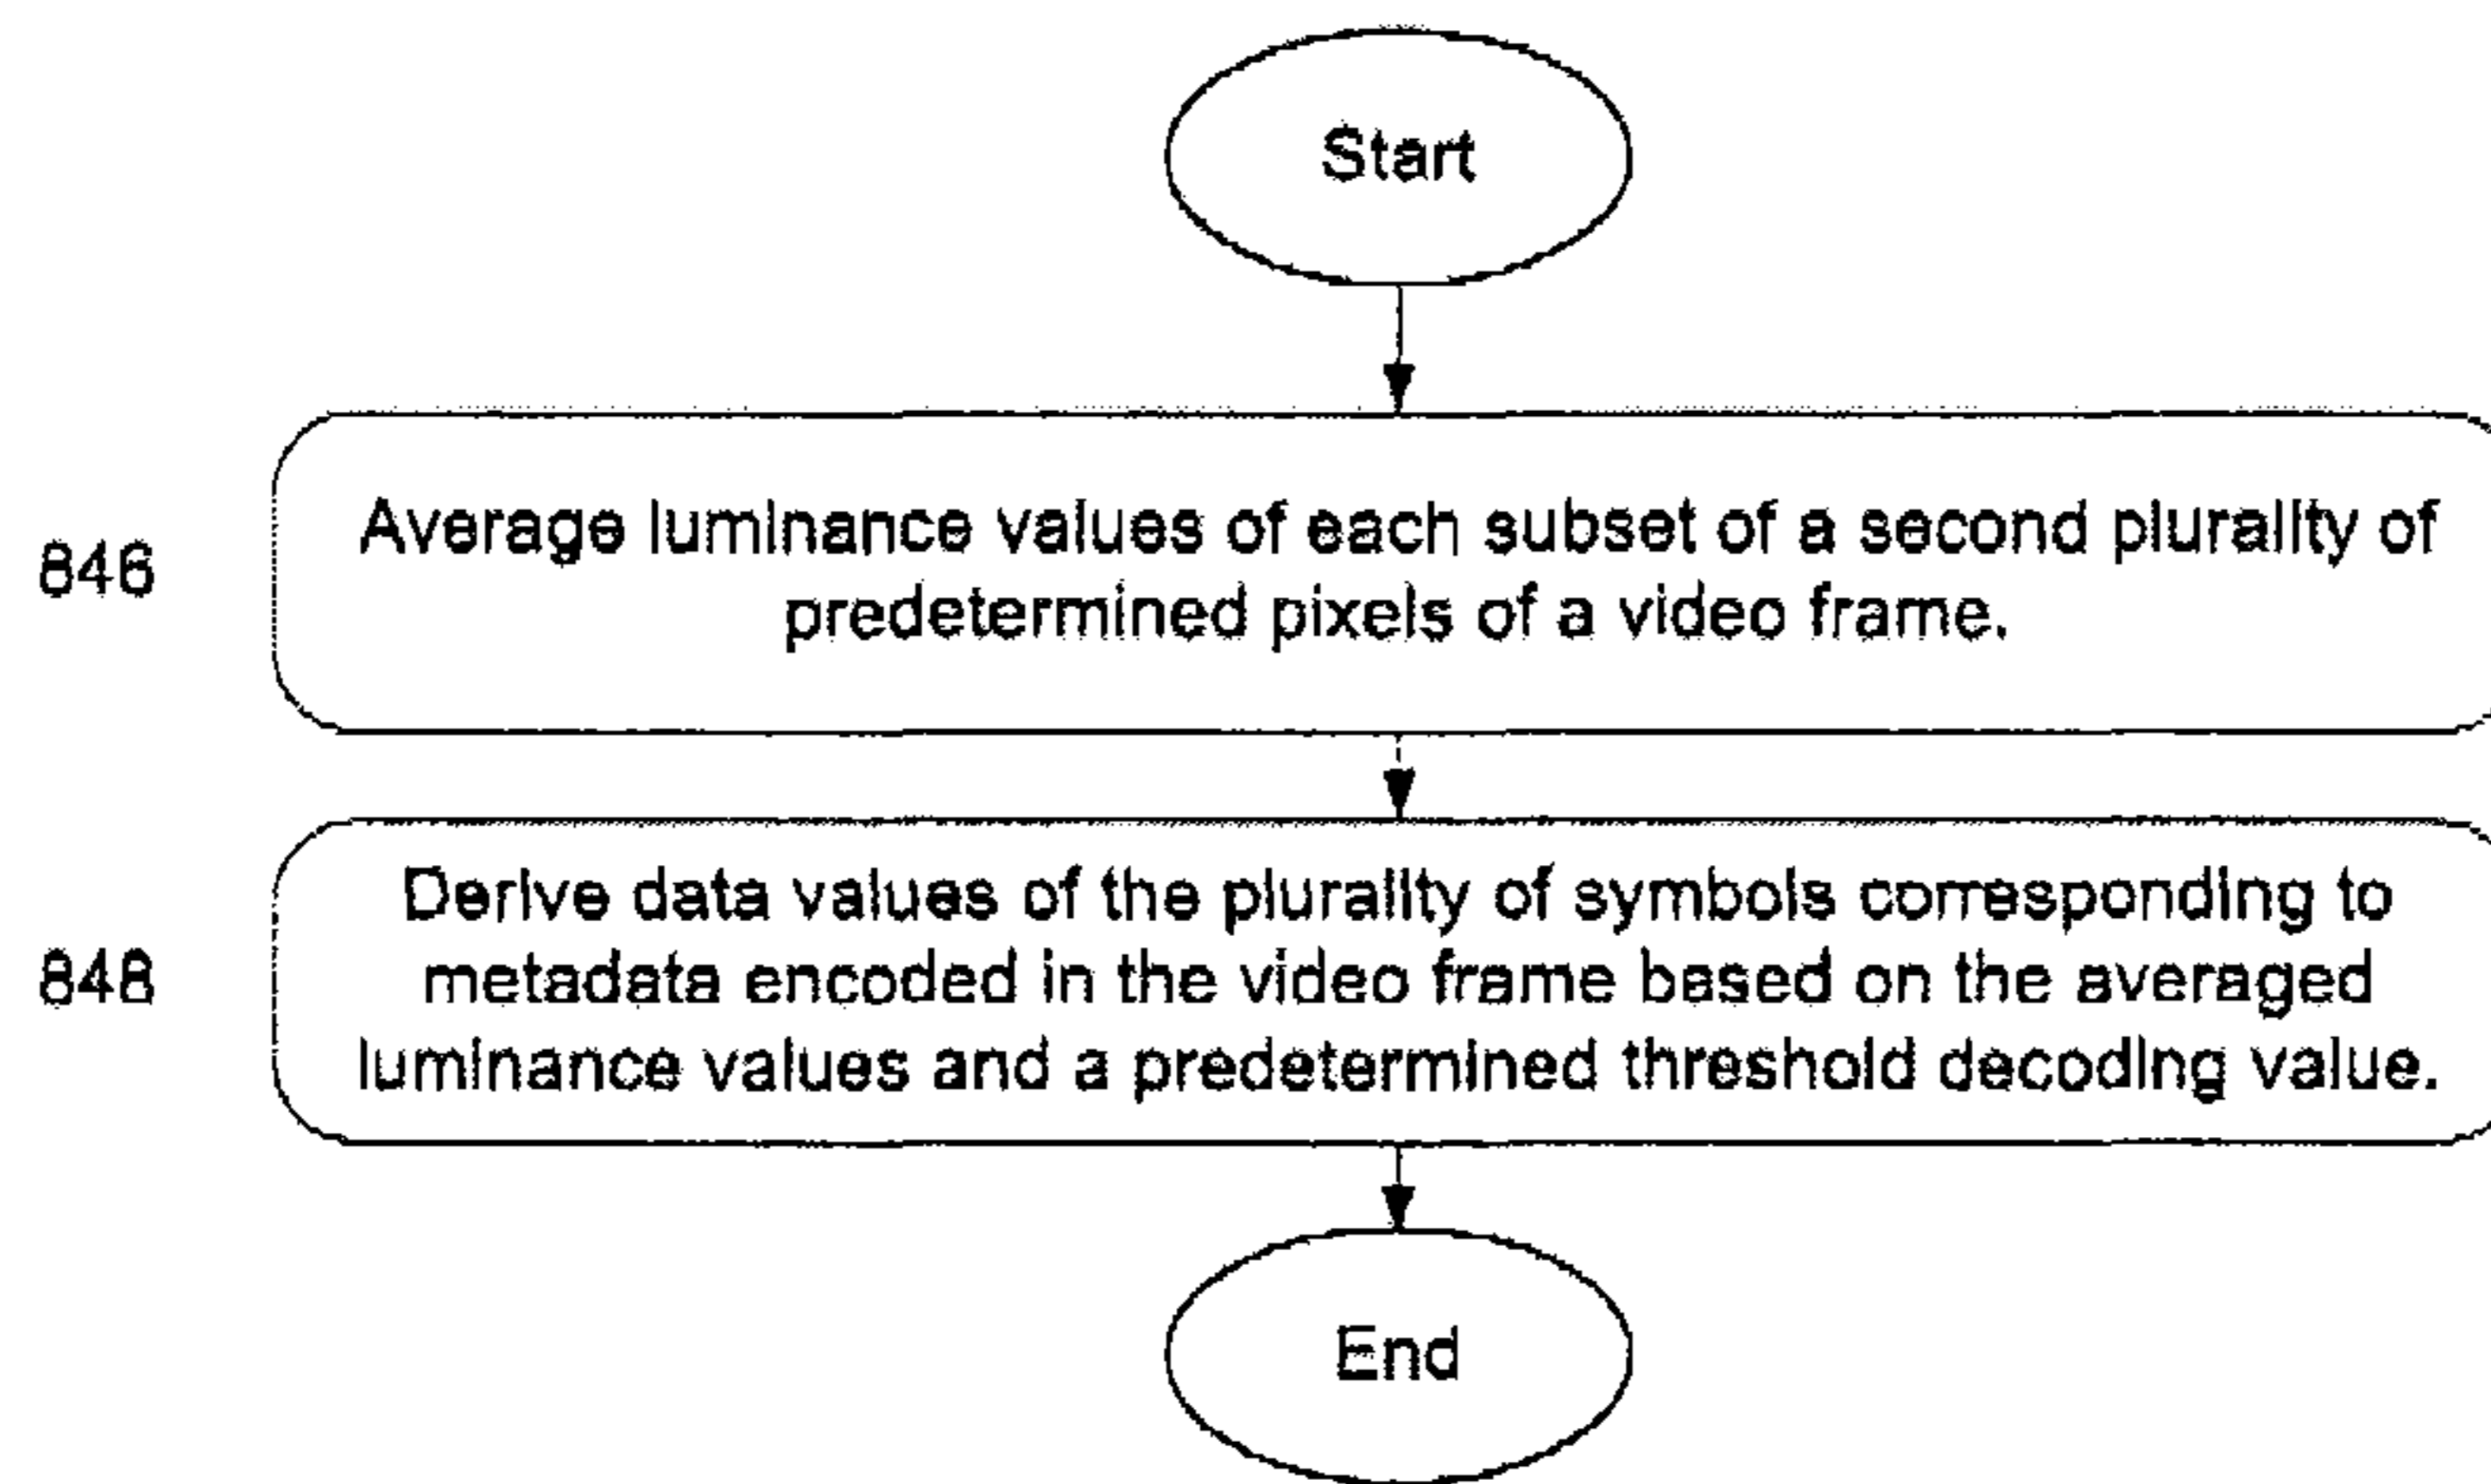 Start
846
Average luminance values of each subset of a second plurality of
predetermined pixels of a video frame.
848
Derive data values of the plurality of symbols corresponding to
metadata encoded in the video frame based on the averaged
luminance values and a predetermined threshold decoding value.
End